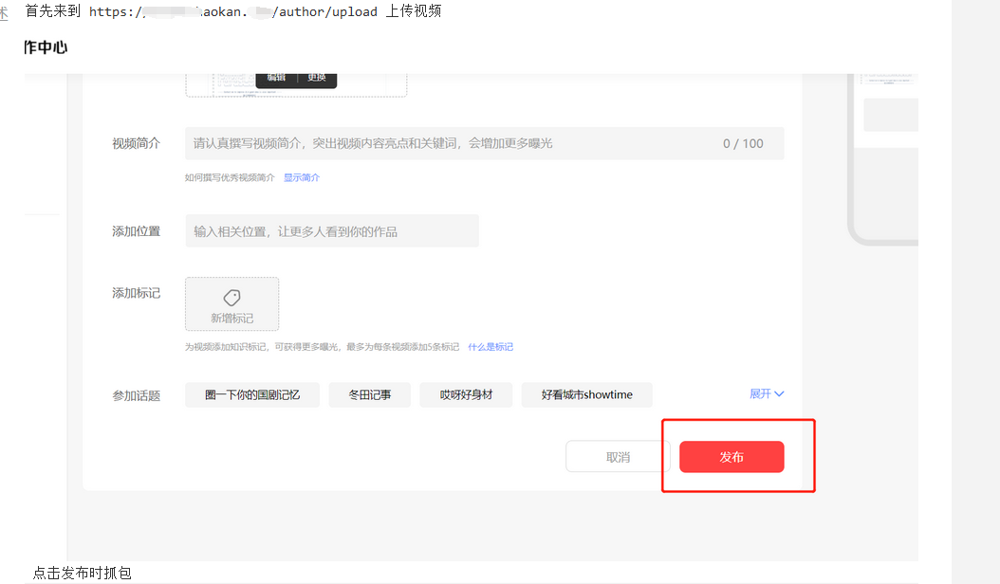 术 首先来到 https:/ aokan. /author/upload 上传视频
作中心
编辑 更换
视频简介 请认真撰写视频简介，突出视频内容亮点和关键词，会增加更多曝光 0 / 100
如何撰写优秀视频简介 显示简介
添加位置 输入相关位置，让更多人看到你的作品
添加标记
新增标记
为视频添加知识标记，可获得更多曝光，最多为每条视频添加5条标记 什么是标记
参加话题 圈一下你的国剧记忆 冬田记事 哎呀好身材 好看城市showtime 展开
取消 发布
点击发布时抓包